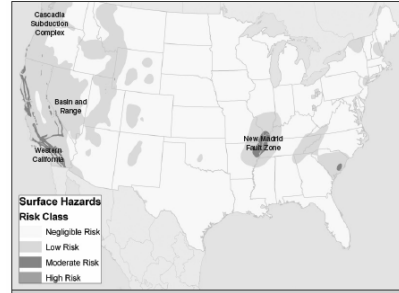 Cascadia
Subduction
Complex
Basin and
Range
Western
California
New Madrid
Fault Zone
Surface Hazards
Risk Class
Negligible Risk
Low Risk
Moderate Risk
High Risk